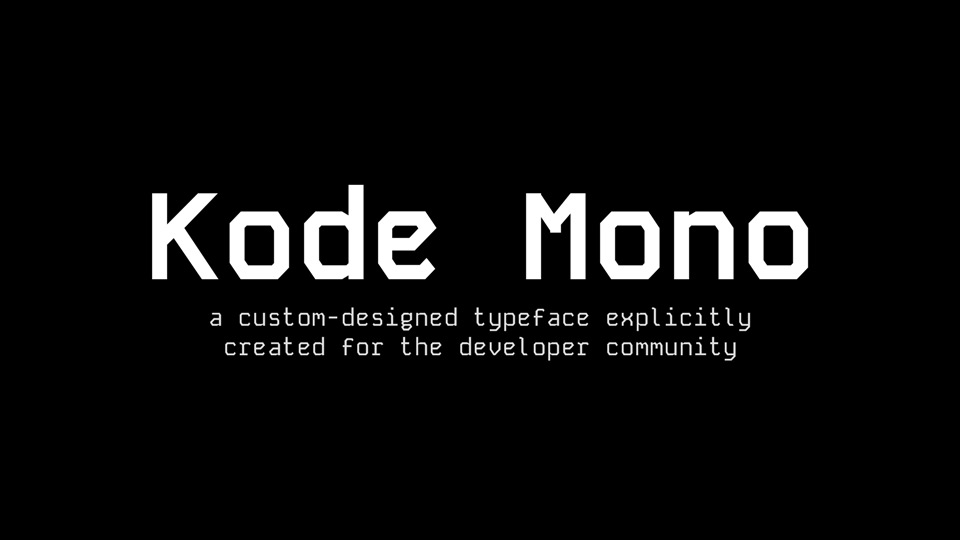 Kode Mono
a custom-designed typeface explicitly
created for the developer community